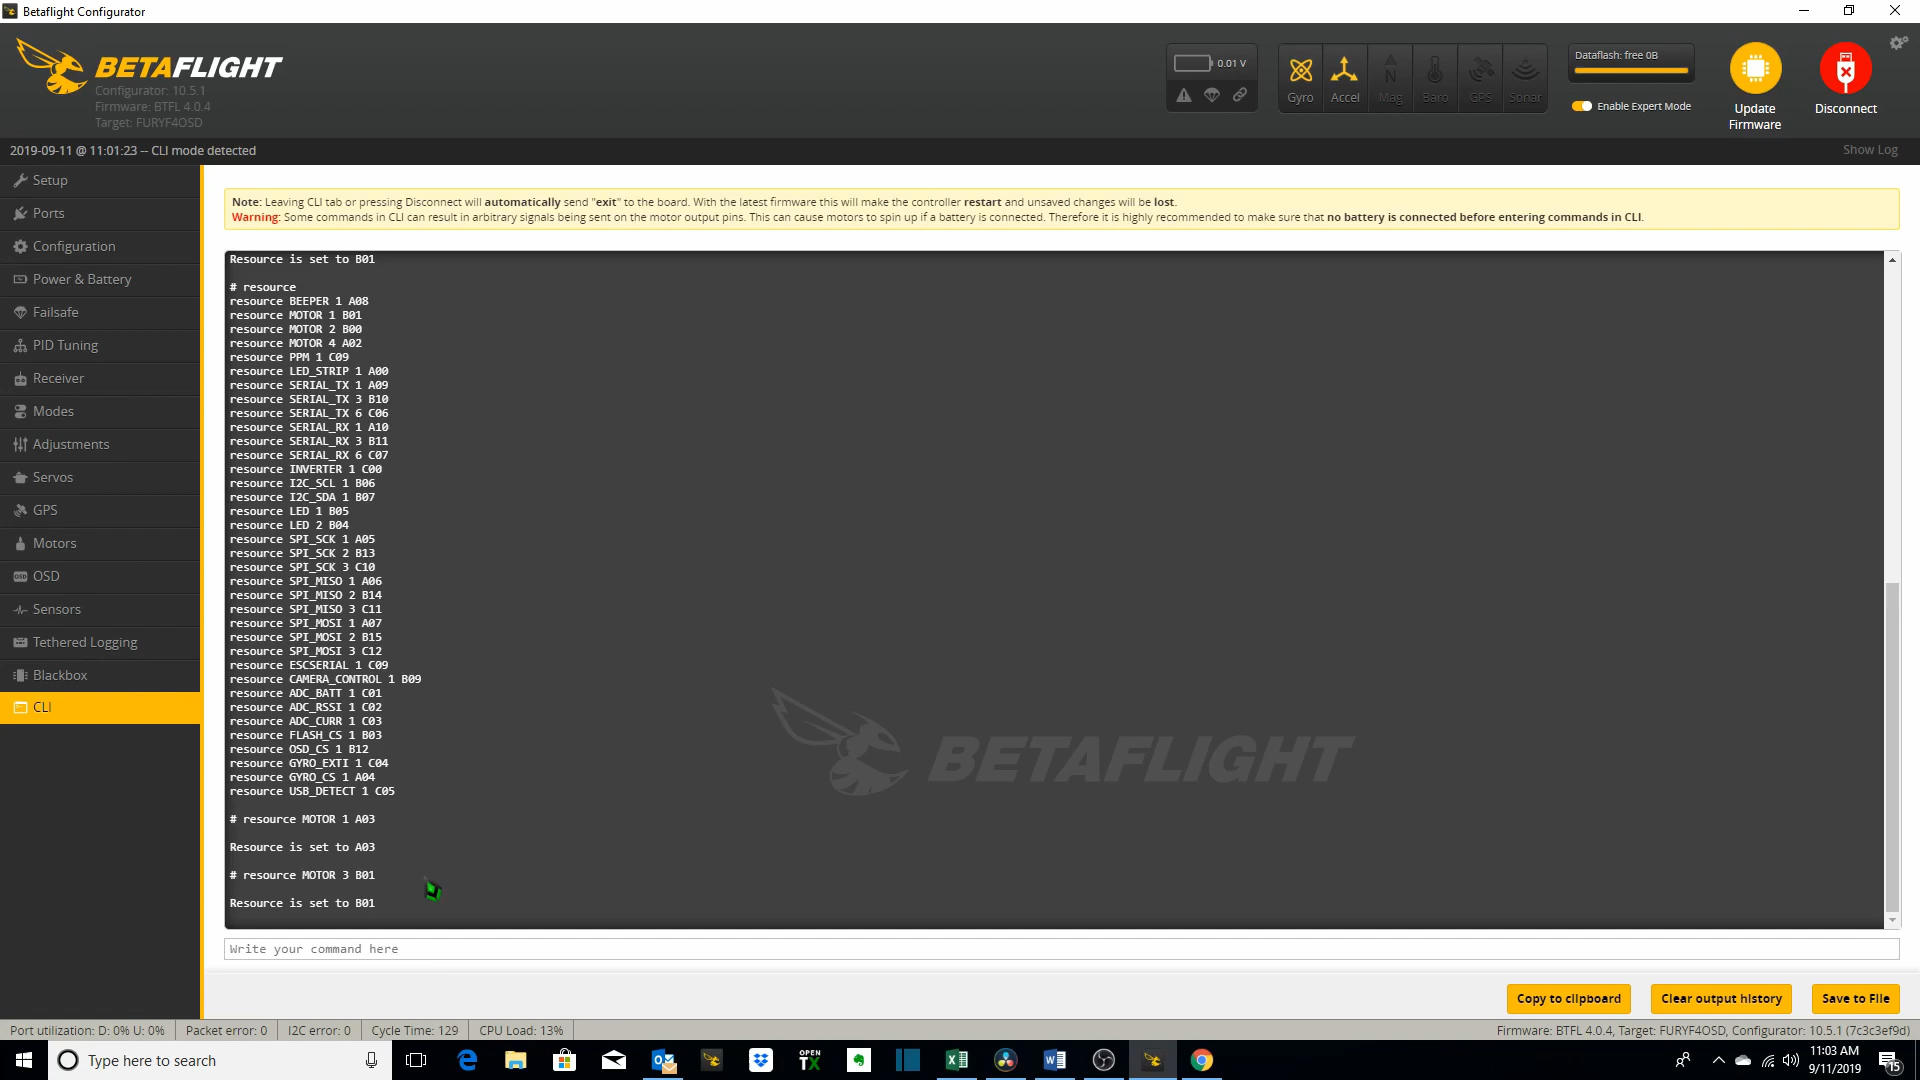 Betaflight Configurator
BETAFLIGHT
Configurator: 10.5.1
Firmware: BTFL 4.0.4
Target: FURYF4OSD
0.01 V
Gyro
Accel
Mag
Baro
GPS
Sonar
Dataflash: free 0B
Enable Expert Mode
Update
Firmware
Disconnect
2019-09-11 @ 11:01:23 -- CLI mode detected
Show Log
Setup
Ports
Configuration
Power & Battery
Failsafe
PID Tuning
Receiver
Modes
Adjustments
Servos
GPS
Motors
OSD
OSD
Sensors
Tethered Logging
Blackbox
CLI
Note: Leaving CLI tab or pressing Disconnect will automatically send "exit" to the board. With the latest firmware this will make the controller restart and unsaved changes will be lost.
Warning: Some commands in CLI can result in arbitrary signals being sent on the motor output pins. This can cause motors to spin up if a battery is connected. Therefore it is highly recommended to make sure that no battery is connected before entering commands in CLI.
Resource is set to B01
# resource
resource BEEPER 1 A08
resource MOTOR 1 B01
resource MOTOR 2 B00
resource MOTOR 4 A02
resource PPM 1 C09
resource LED_STRIP 1 A00
resource SERIAL_TX 1 A09
resource SERIAL_TX 3 B10
resource SERIAL_TX 6 C06
resource SERIAL_RX 1 A10
resource SERIAL_RX 3 B11
resource SERIAL_RX 6 C07
resource INVERTER 1 C00
resource I2C_SCL 1 B06
resource I2C_SDA 1 B07
resource LED 1 B05
resource LED 2 B04
resource SPI_SCK 1 A05
resource SPI_SCK 2 B13
resource SPI_SCK 3 C10
resource SPI_MISO 1 A06
resource SPI_MISO 2 B14
resource SPI_MISO 3 C11
resource SPI_MOSI 1 A07
resource SPI_MOSI 2 B15
resource SPI_MOSI 3 C12
resource ESCSERIAL 1 C09
resource CAMERA_CONTROL 1 B09
resource ADC_BATT 1 C01
resource ADC_RSSI 1 C02
resource ADC_CURR 1 C03
resource FLASH_CS 1 B03
resource OSD_CS 1 B12
resource GYRO_EXTI 1 C04
resource GYRO_CS 1 A04
resource USB_DETECT 1 C05
# resource MOTOR 1 A03
Resource is set to A03
# resource MOTOR 3 B01
Resource is set to B01
BETAFLIGHT
Write your command here
Copy to clipboard
Clear output history
Save to File
Port utilization: D: 0% U: 0%
Packet error: 0
I2C error: 0
Cycle Time: 129
CPU Load: 13%
Firmware: BTFL 4.0.4, Target: FURYF4OSD, Configurator: 10.5.1 (7c3c3ef9d)
Type here to search
OPEN
TX
11:03 AM
9/11/2019
15